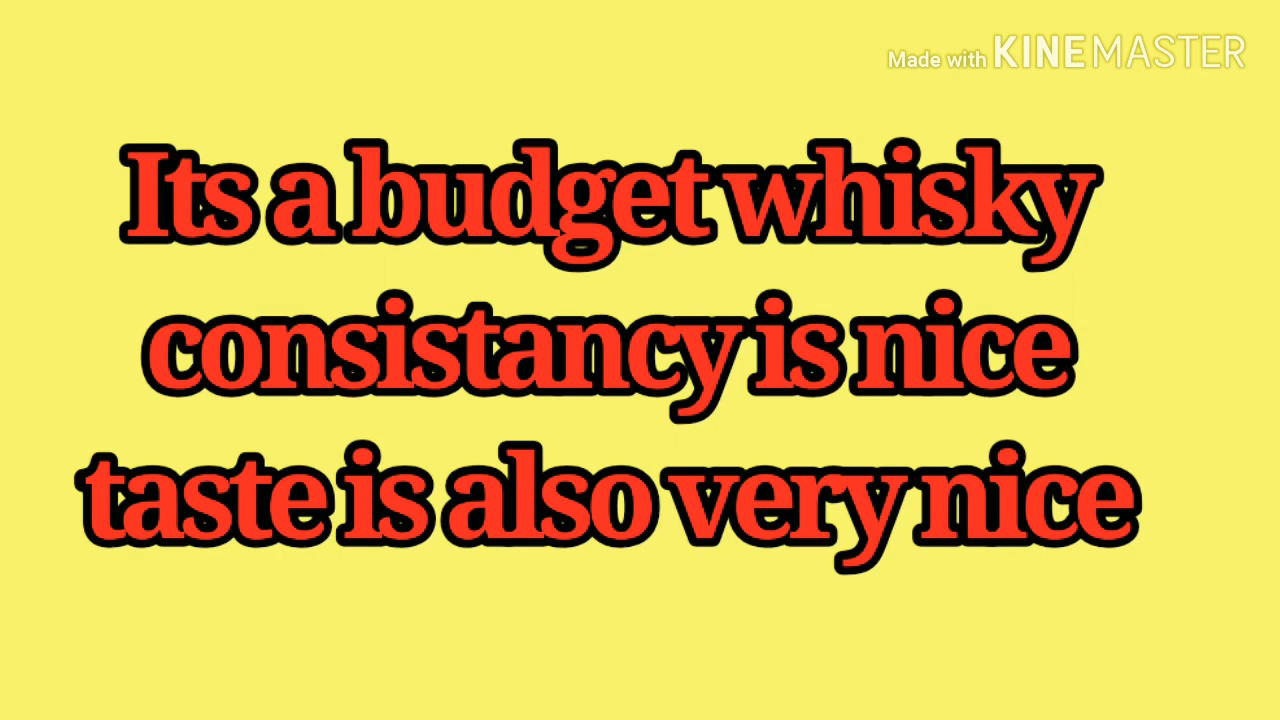 Made with KINEMASTER
Its a budget whisky
consistancy is nice
taste is also very nice